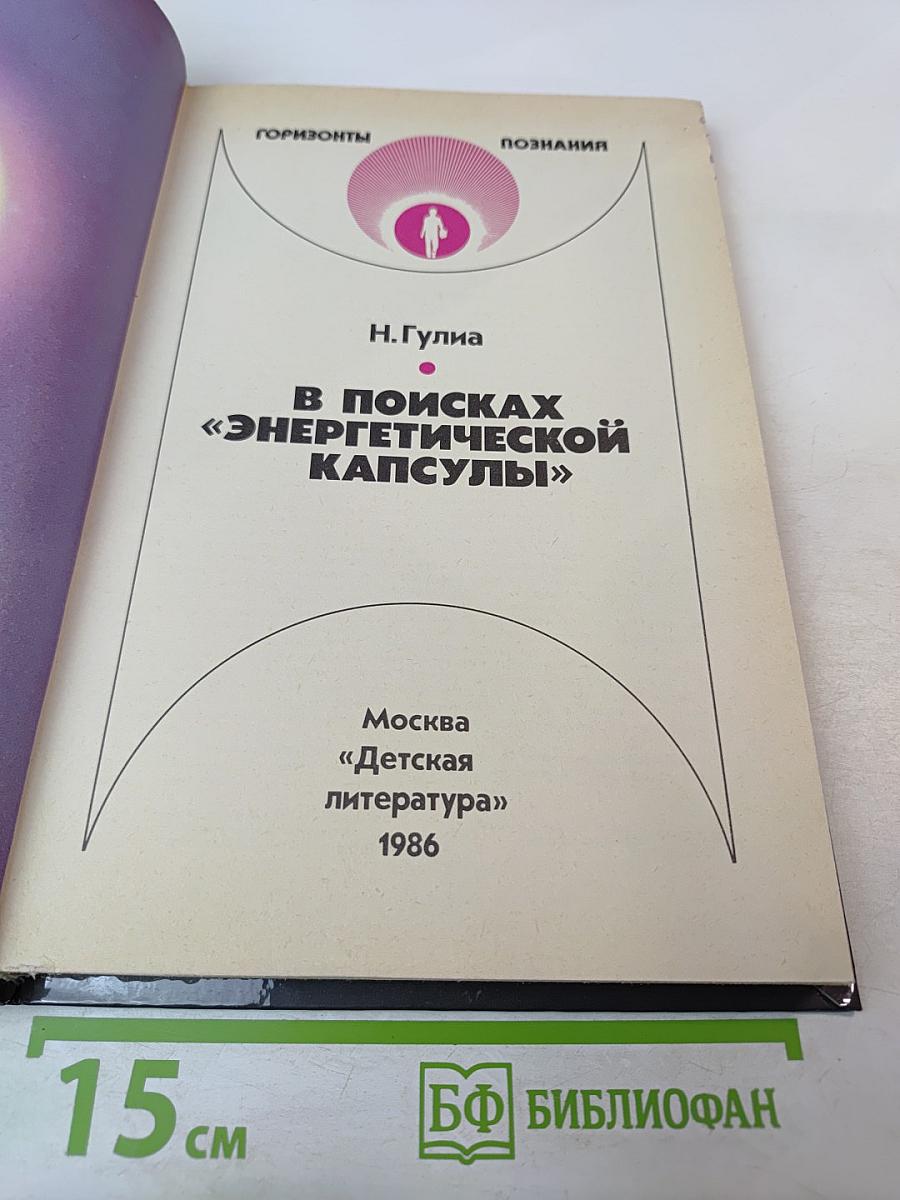 ГОРИЗОНТЫ ПОЗНАНИЯ
Н. Гулиа
В ПОИСКАХ
«ЭНЕРГЕТИЧЕСКОЙ
КАПСУЛЫ»
Москва
«Детская
литература»
1986
15 см
БФ БИБЛИОФАН